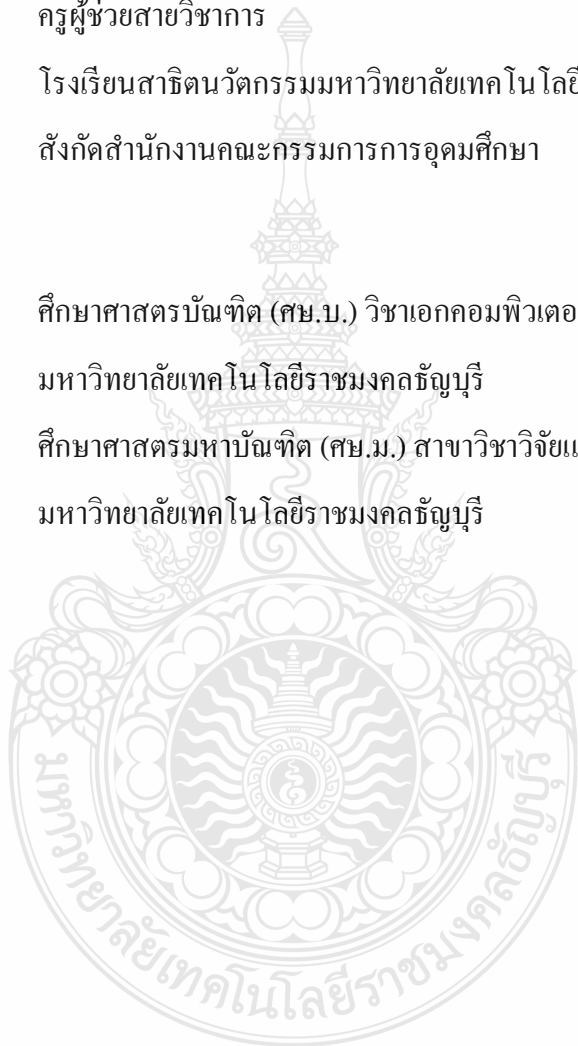 ครูผู้ช่วยสายวิชาการ
โรงเรียนสาธิตนวัตกรรมมหาวิทยาลัยเทคโนโลยี
สังกัดสำนักงานคณะกรรมการการอุดมศึกษา
ศึกษาศาสตรบัณฑิต (ศษ.บ.) วิชาเอกคอมพิวเตอ
มหาวิทยาลัยเทคโนโลยีราชมงคลธัญบุรี
ศึกษาศาสตรมหาบัณฑิต (ศษ.ม.) สาขาวิชาวิจัยแ
มหาวิทยาลัยเทคโนโลยีราชมงคลธัญบุรี
มหาวิทยาลัยเทคโนโลยีราชมงคลธัญบุรี